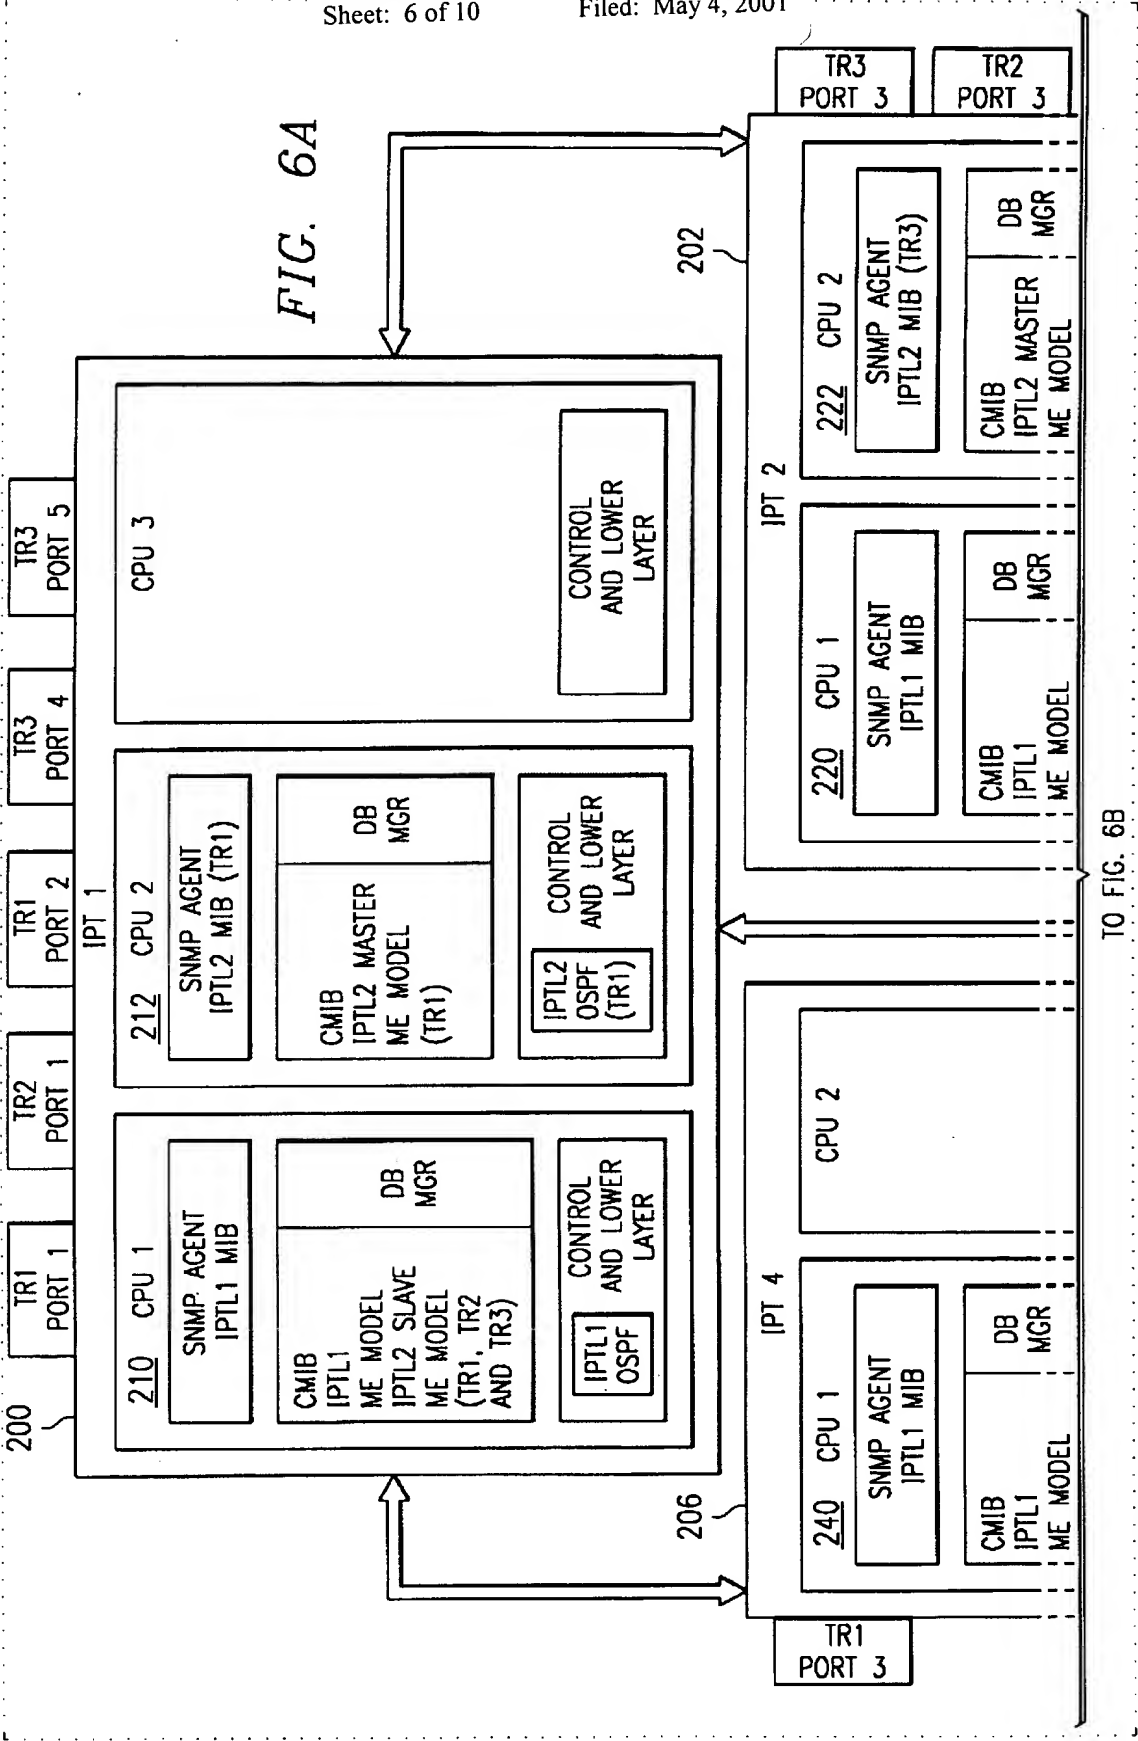 Sheet: 6 of 10
Filed: May 4, 2001
FIG. 6A
200
TR1
PORT 1
TR2
PORT 1
TR1
PORT 2
TR3
PORT 4
TR3
PORT 5
IPT 1
210 CPU 1
SNMP AGENT
IPTL1 MIB
CMIB
IPTL1
ME MODEL
IPTL2 SLAVE
ME MODEL
(TR1, TR2
AND TR3)
DB
MGR
IPTL1
OSPF
CONTROL
AND LOWER
LAYER
212 CPU 2
SNMP AGENT
IPTL2 MIB (TR1)
CMIB
IPTL2 MASTER
ME MODEL
(TR1)
DB
MGR
IPTL2
OSPF
(TR1)
CONTROL
AND LOWER
LAYER
CPU 3
CONTROL
AND LOWER
LAYER
206
TR1
PORT 3
IPT 4
240 CPU 1
SNMP AGENT
IPTL1 MIB
CMIB
IPTL1
ME MODEL
DB
MGR
CPU 2
202
IPT 2
220 CPU 1
SNMP AGENT
IPTL1 MIB
CMIB
IPTL1
ME MODEL
DB
MGR
222 CPU 2
SNMP AGENT
IPTL2 MIB (TR3)
CMIB
IPTL2 MASTER
ME MODEL
DB
MGR
TR3
PORT 3
TR2
PORT 3
TO FIG. 6B